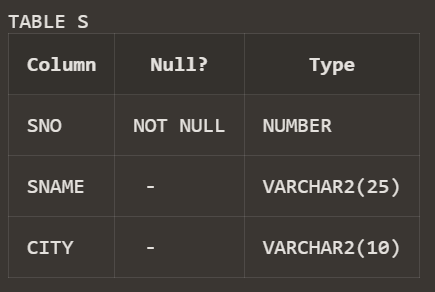 TABLE S
Column Null? Type
SNO NOT NULL NUMBER
SNAME - VARCHAR2(25)
CITY - VARCHAR2(10)